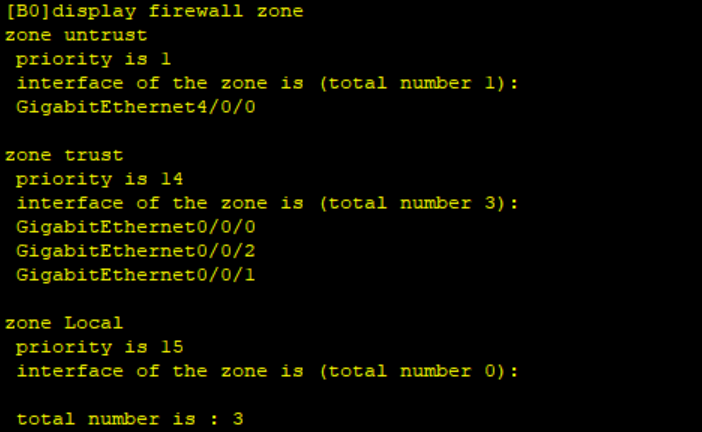 [B0]display firewall zone
zone untrust
priority is 1
interface of the zone is (total number 1):
GigabitEthernet4/0/0
zone trust
priority is 14
interface of the zone is (total number 3):
GigabitEthernet0/0/0
GigabitEthernet0/0/2
GigabitEthernet0/0/1
zone Local
priority is 15
interface of the zone is (total number 0):
total number is : 3